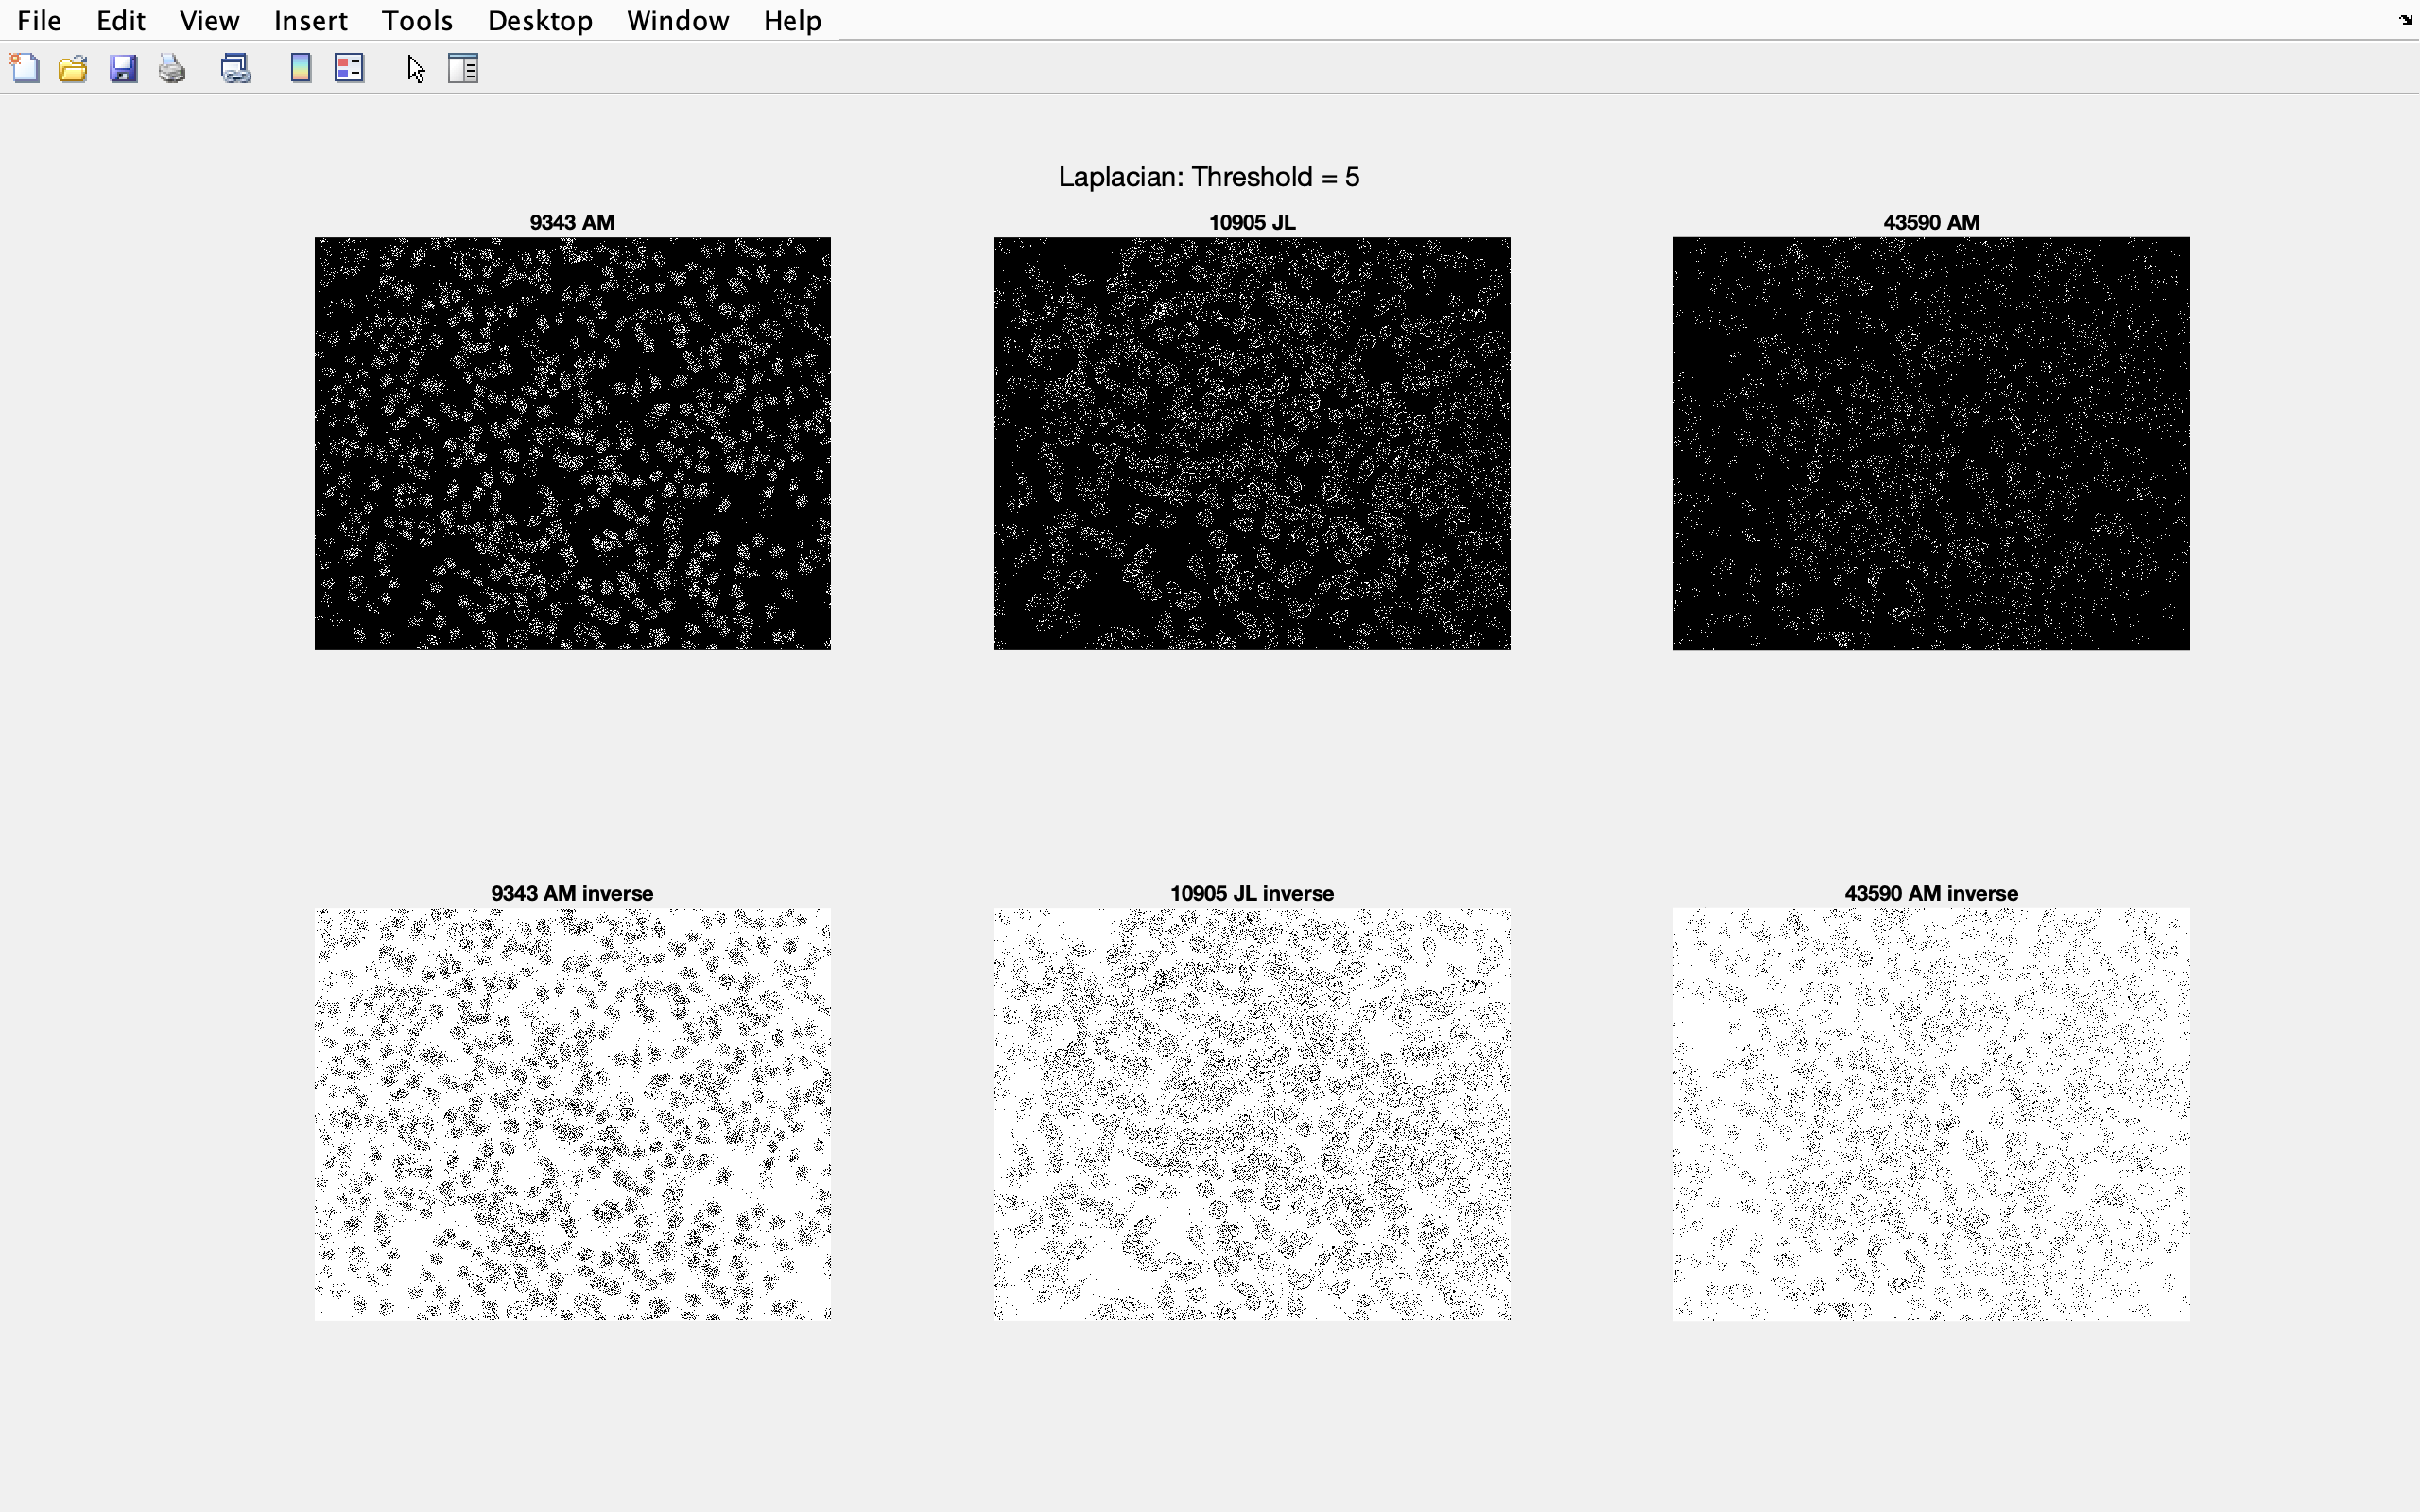 File Edit View Insert Tools Desktop Window Help
Laplacian: Threshold = 5
9343 AM
10905 JL
43590 AM
9343 AM inverse
10905 JL inverse
43590 AM inverse